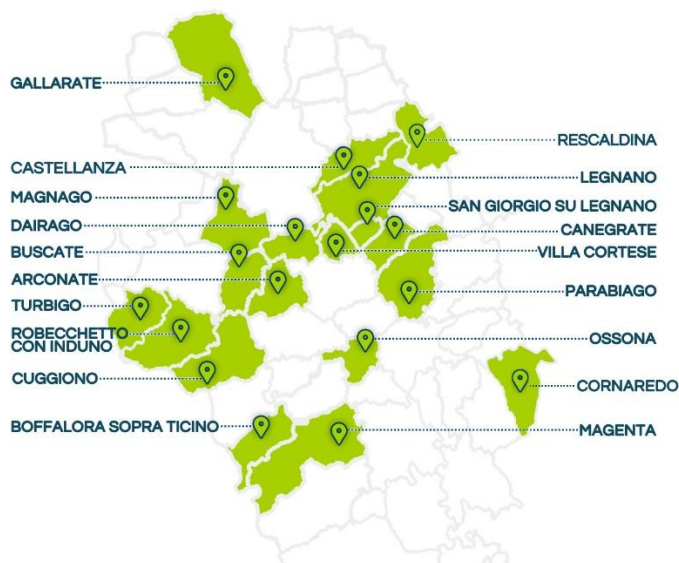 GALLARATE
RESCALDINA
CASTELLANZA
LEGNANO
MAGNAGO
SAN GIORGIO SU LEGNANO
DAIRAGO
CANEGRATE
BUSCATE
VILLA CORTESE
ARCONATE
PARABIAGO
TURBIGO
ROBECCHETTO
CON INDUNO
OSSONA
CUGGIONO
CORNAREDO
BOFFALORA SOPRA TICINO
MAGENTA